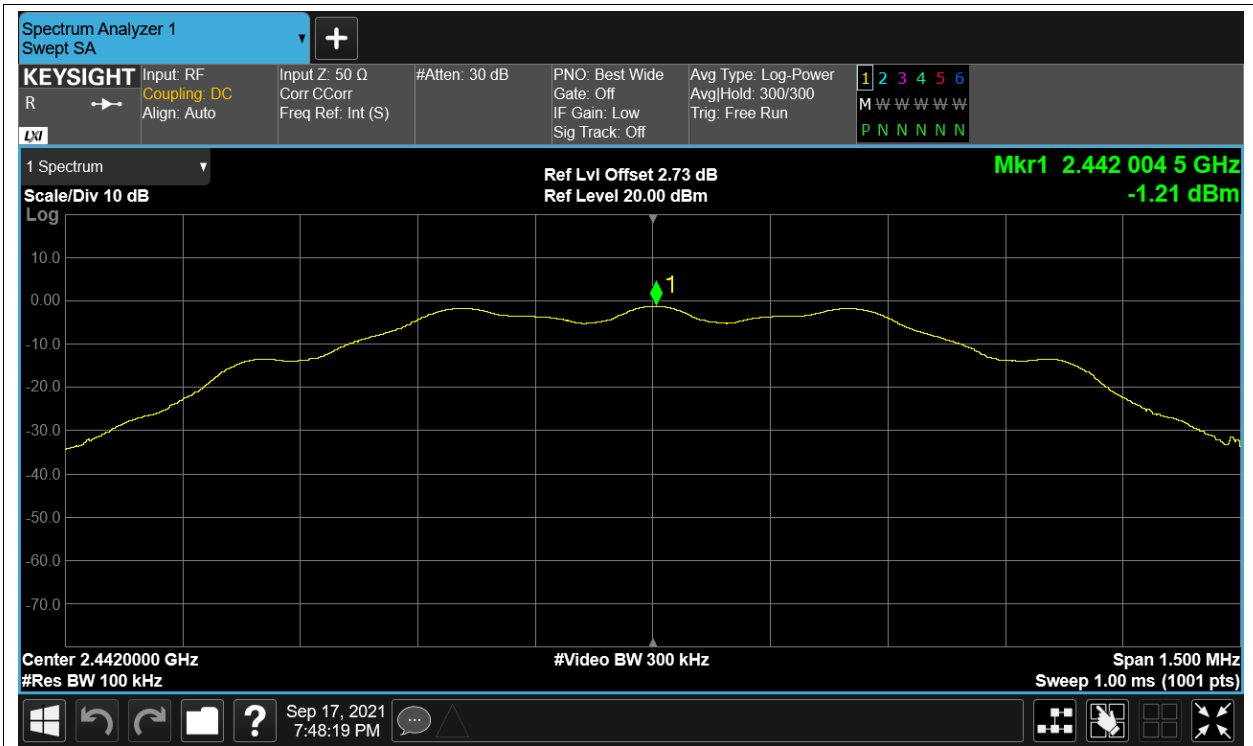 Spectrum Analyzer 1
Swept SA
KEYSIGHT
R
LXI
Input: RF
Coupling: DC
Align: Auto
Input Z: 50 Ω
Corr CCorr
Freq Ref: Int (S)
#Atten: 30 dB
PNO: Best Wide
Gate: Off
IF Gain: Low
Sig Track: Off
Avg Type: Log-Power
Avg|Hold: 300/300
Trig: Free Run
1 2 3 4 5 6
M W W W W W
P N N N N N
1 Spectrum
Scale/Div 10 dB
Log
Ref Lvl Offset 2.73 dB
Ref Level 20.00 dBm
Mkr1 2.442 004 5 GHz
-1.21 dBm
1
10.0
0.00
-10.0
-20.0
-30.0
-40.0
-50.0
-60.0
-70.0
Center 2.4420000 GHz
#Res BW 100 kHz
#Video BW 300 kHz
Span 1.500 MHz
Sweep 1.00 ms (1001 pts)
?
Sep 17, 2021
7:48:19 PM